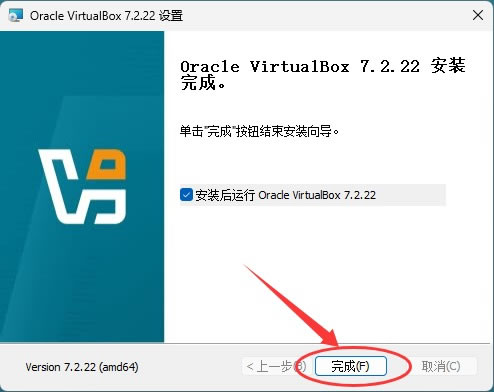 Oracle VirtualBox 7.2.22 设置
Oracle VirtualBox 7.2.22 安装
完成。
单击"完成"按钮结束安装向导。
安装后运行 Oracle VirtualBox 7.2.22
Version 7.2.22 (amd64)
< 上一步(B)
完成(F)
取消(C)